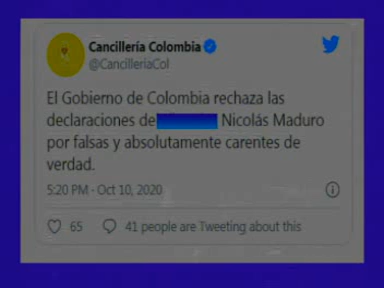 Cancillería Colombia
@CancilleriaCol
El Gobierno de Colombia rechaza las
declaraciones de Nicolás Maduro
por falsas y absolutamente carentes de
verdad.
5:20 PM - Oct 10, 2020
65 41 people are Tweeting about this